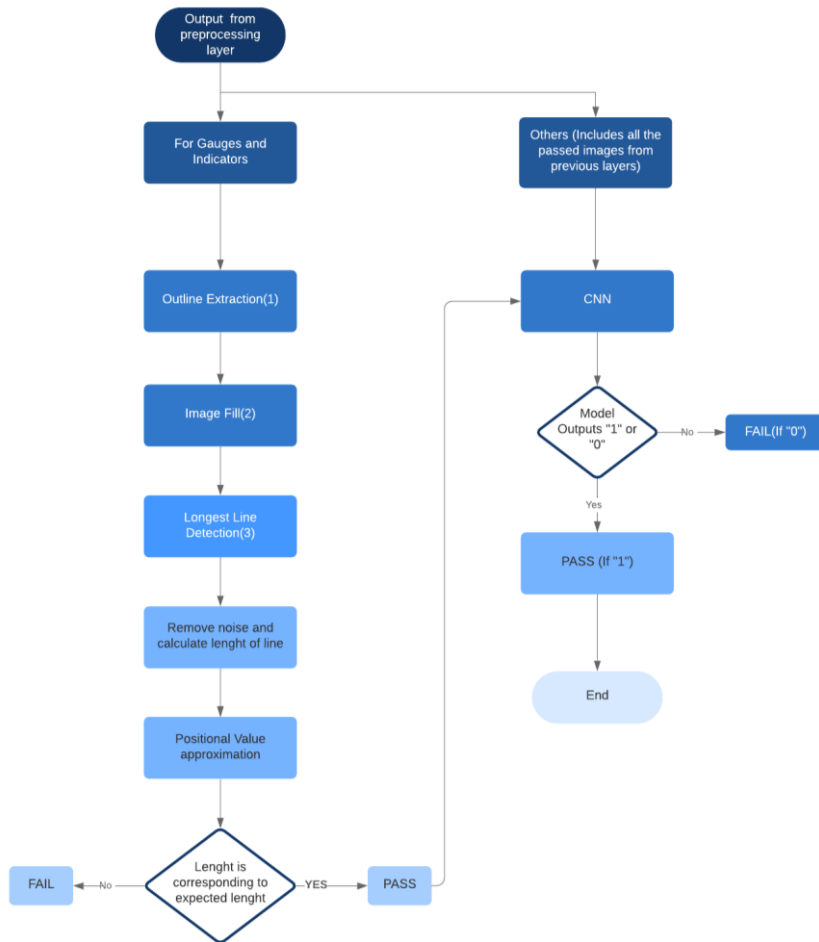 Output from
preprocessing
layer
For Gauges and
Indicators
Others (Includes all the
passed images from
previous layers)
Outline Extraction(1)
CNN
Image Fill(2)
Model
Outputs "1" or
"0"
No
FAIL(If "0")
Longest Line
Detection(3)
Yes
PASS (If "1")
Remove noise and
calculate lenght of line
End
Positional Value
approximation
Lenght is
corresponding to
expected lenght
No
FAIL
YES
PASS